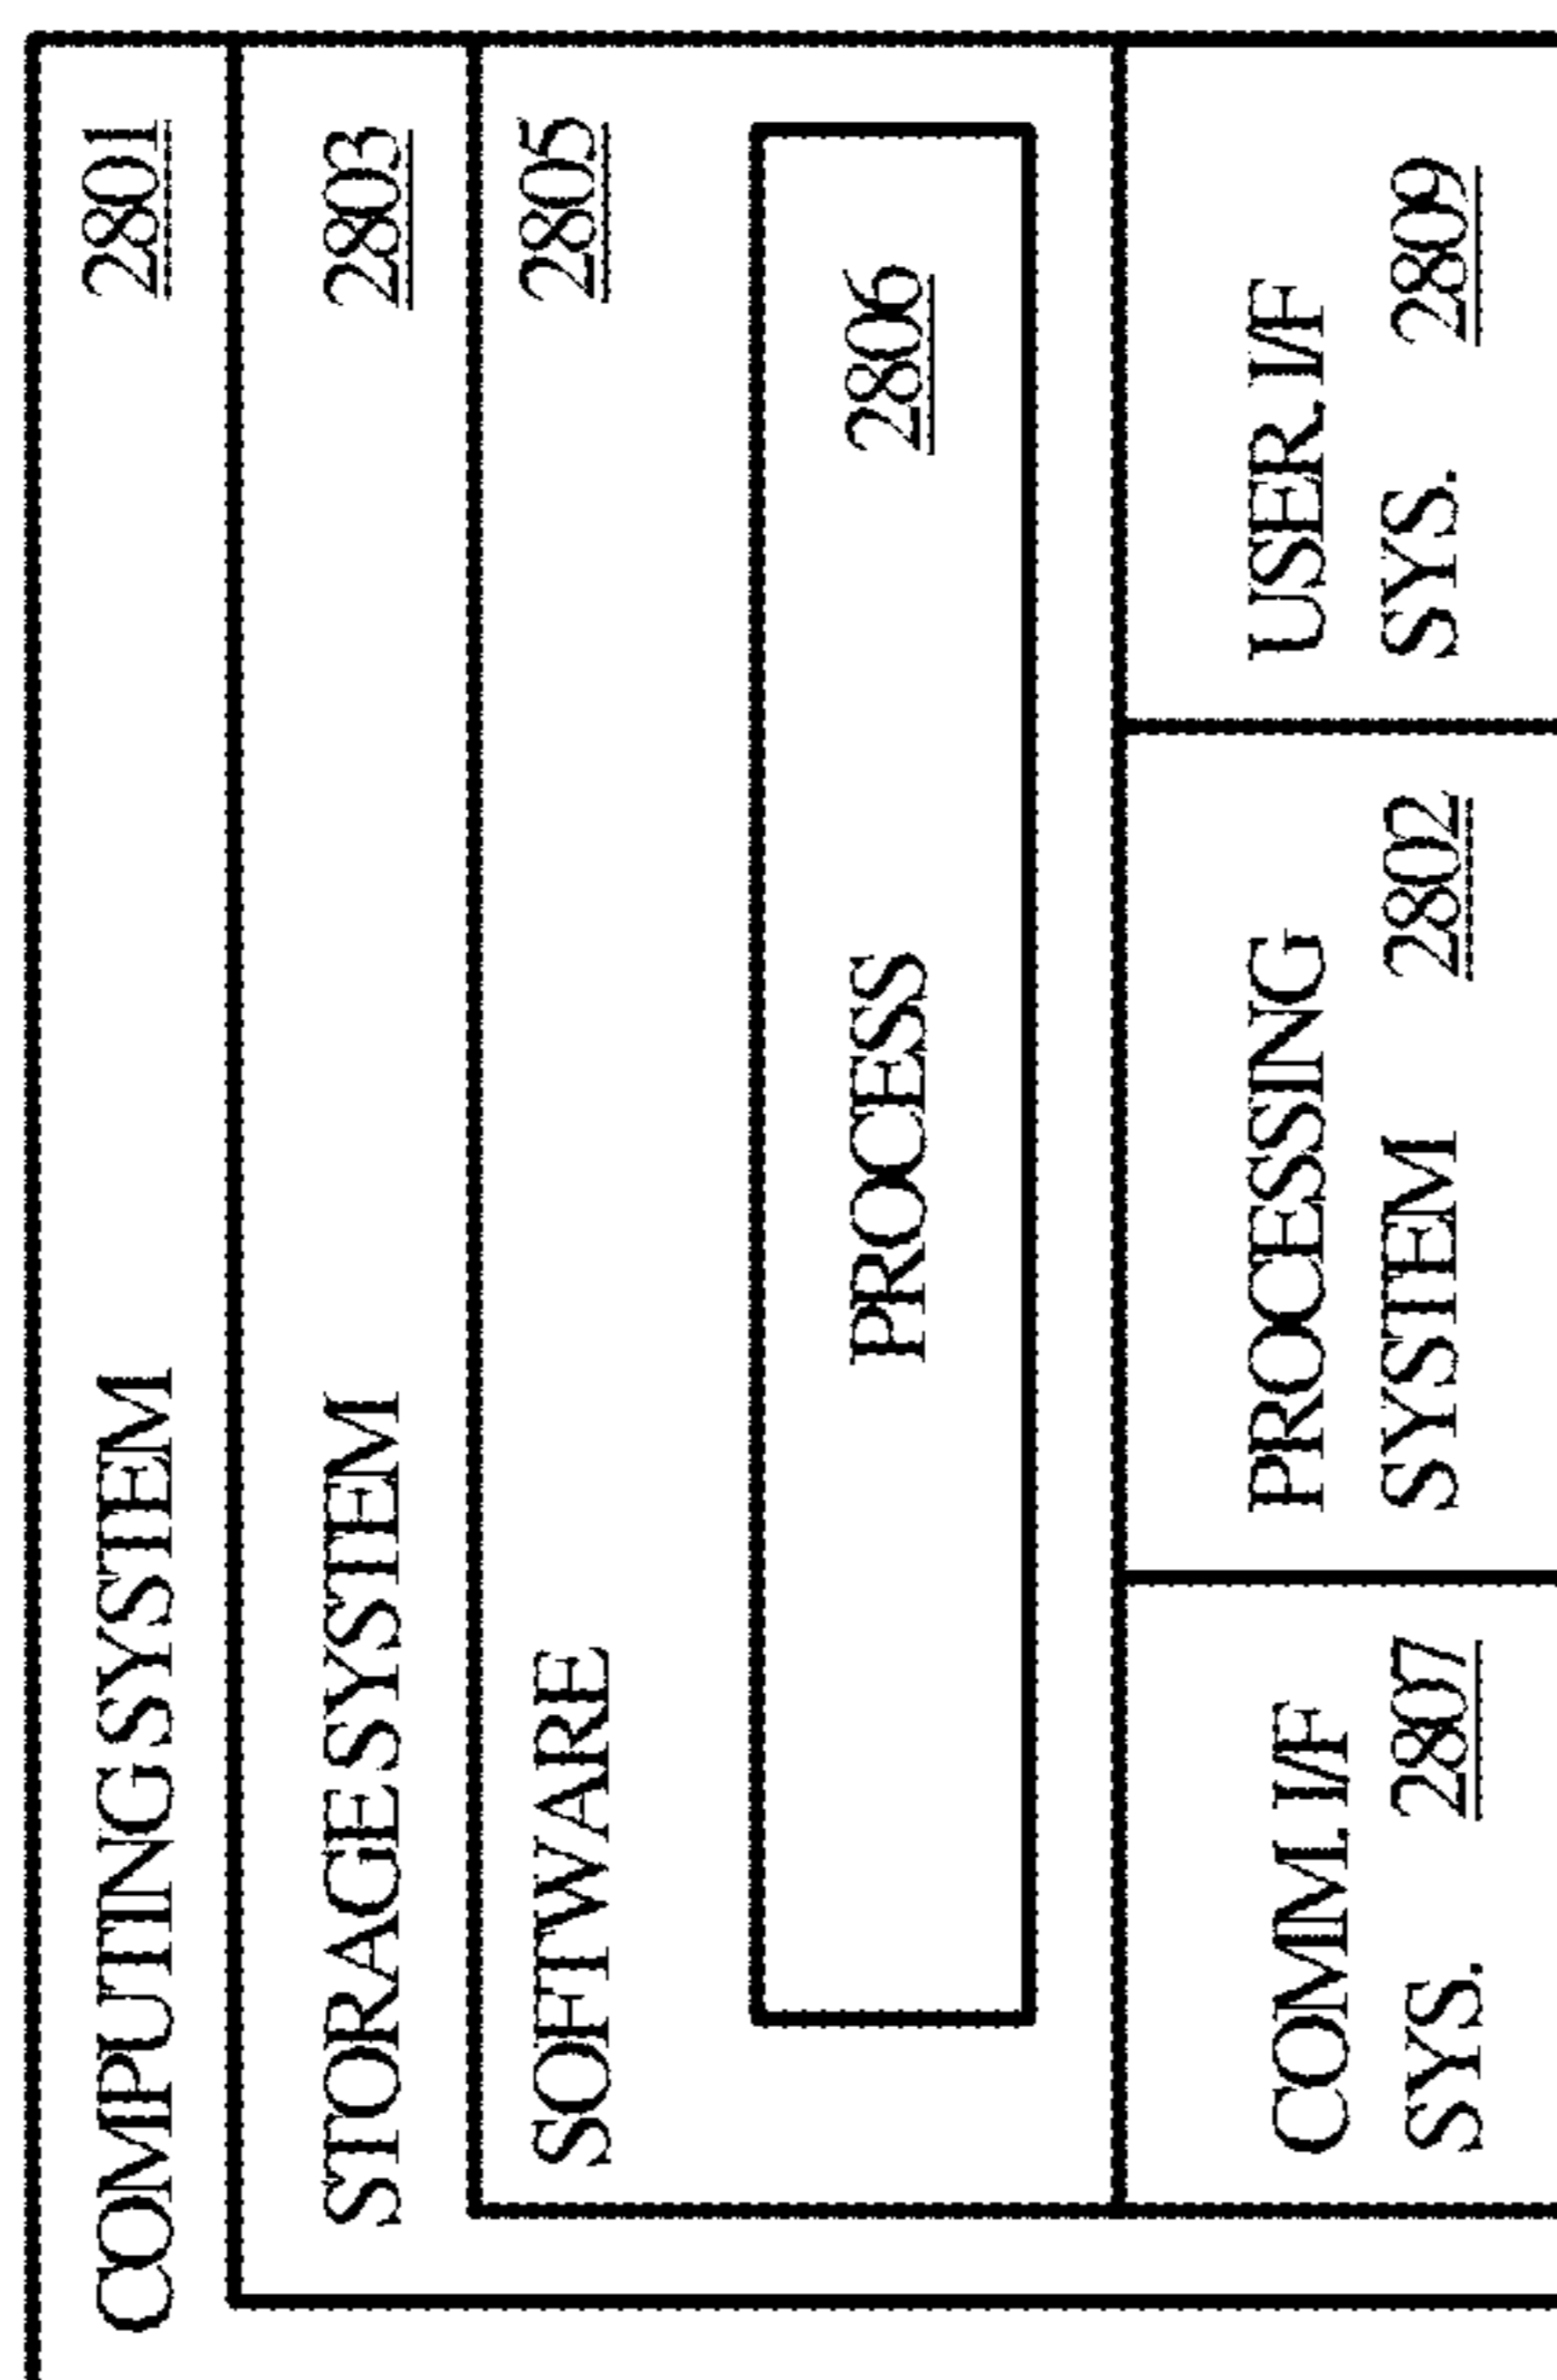 COMPUTING SYSTEM 2801
STORAGE SYSTEM 2803
SOFTWARE 2805
PROCESS 2806
COMM. I/F
SYS. 2807
PROCESSING
SYSTEM 2802
USER I/F
SYS. 2809